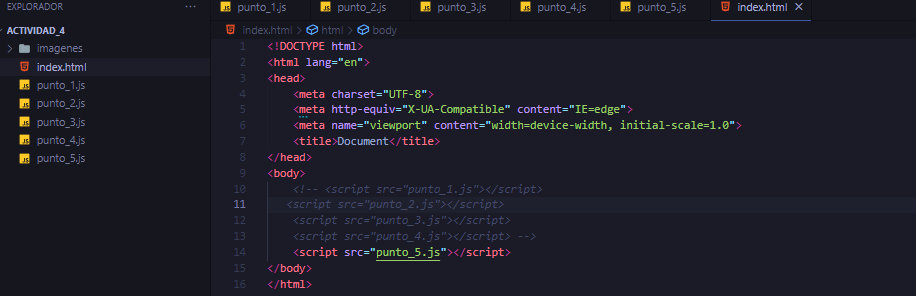 EXPLORADOR
...
ACTIVIDAD_4
imagenes
index.html
punto_1.js
punto_2.js
punto_3.js
punto_4.js
punto_5.js
JS punto_1.js
JS punto_2.js
JS punto_3.js
JS punto_4.js
JS punto_5.js
index.html
index.html > html > body
1 <!DOCTYPE html>
2 <html lang="en">
3 <head>
4 <meta charset="UTF-8">
5 <meta http-equiv="X-UA-Compatible" content="IE=edge">
6 <meta name="viewport" content="width=device-width, initial-scale=1.0">
7 <title>Document</title>
8 </head>
9 <body>
10 <!-- <script src="punto_1.js"></script>
11 <script src="punto_2.js"></script>
12 <script src="punto_3.js"></script>
13 <script src="punto_4.js"></script> -->
14 <script src="punto_5.js"></script>
15 </body>
16 </html>